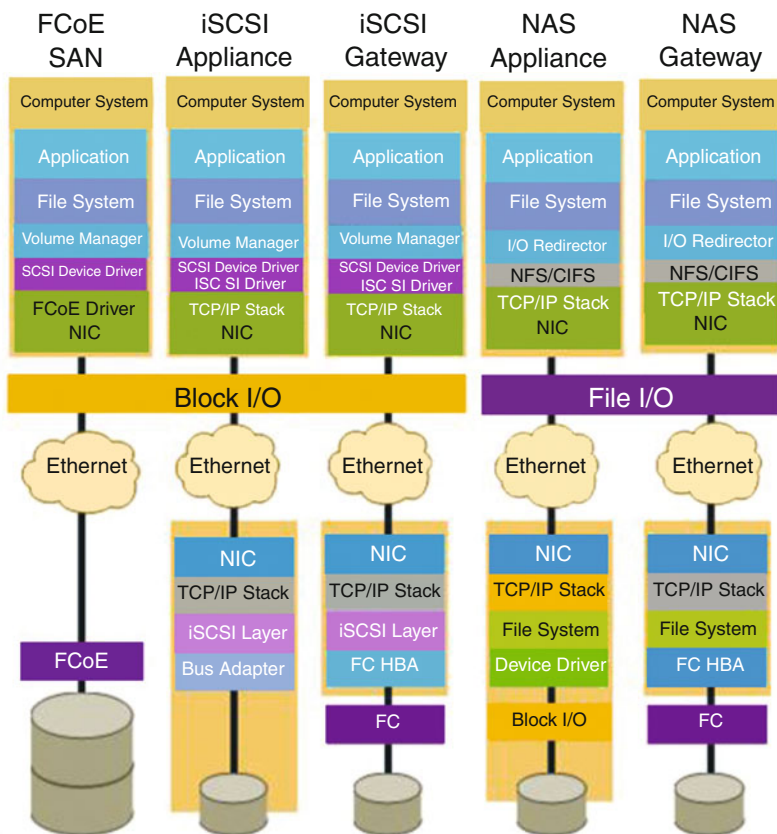 FCoE
SAN
iSCSI
Appliance
iSCSI
Gateway
NAS
Appliance
NAS
Gateway
Computer System
Application
File System
Volume Manager
SCSI Device Driver
FCoE Driver
NIC
Computer System
Application
File System
Volume Manager
SCSI Device Driver
ISC SI Driver
TCP/IP Stack
NIC
Computer System
Application
File System
Volume Manager
SCSI Device Driver
ISC SI Driver
TCP/IP Stack
NIC
Computer System
Application
File System
I/O Redirector
NFS/CIFS
TCP/IP Stack
NIC
Computer System
Application
File System
I/O Redirector
NFS/CIFS
TCP/IP Stack
NIC
Block I/O
File I/O
Ethernet
Ethernet
Ethernet
Ethernet
Ethernet
FCoE
NIC
TCP/IP Stack
iSCSI Layer
Bus Adapter
NIC
TCP/IP Stack
iSCSI Layer
FC HBA
FC
NIC
TCP/IP Stack
File System
Device Driver
Block I/O
NIC
TCP/IP Stack
File System
FC HBA
FC